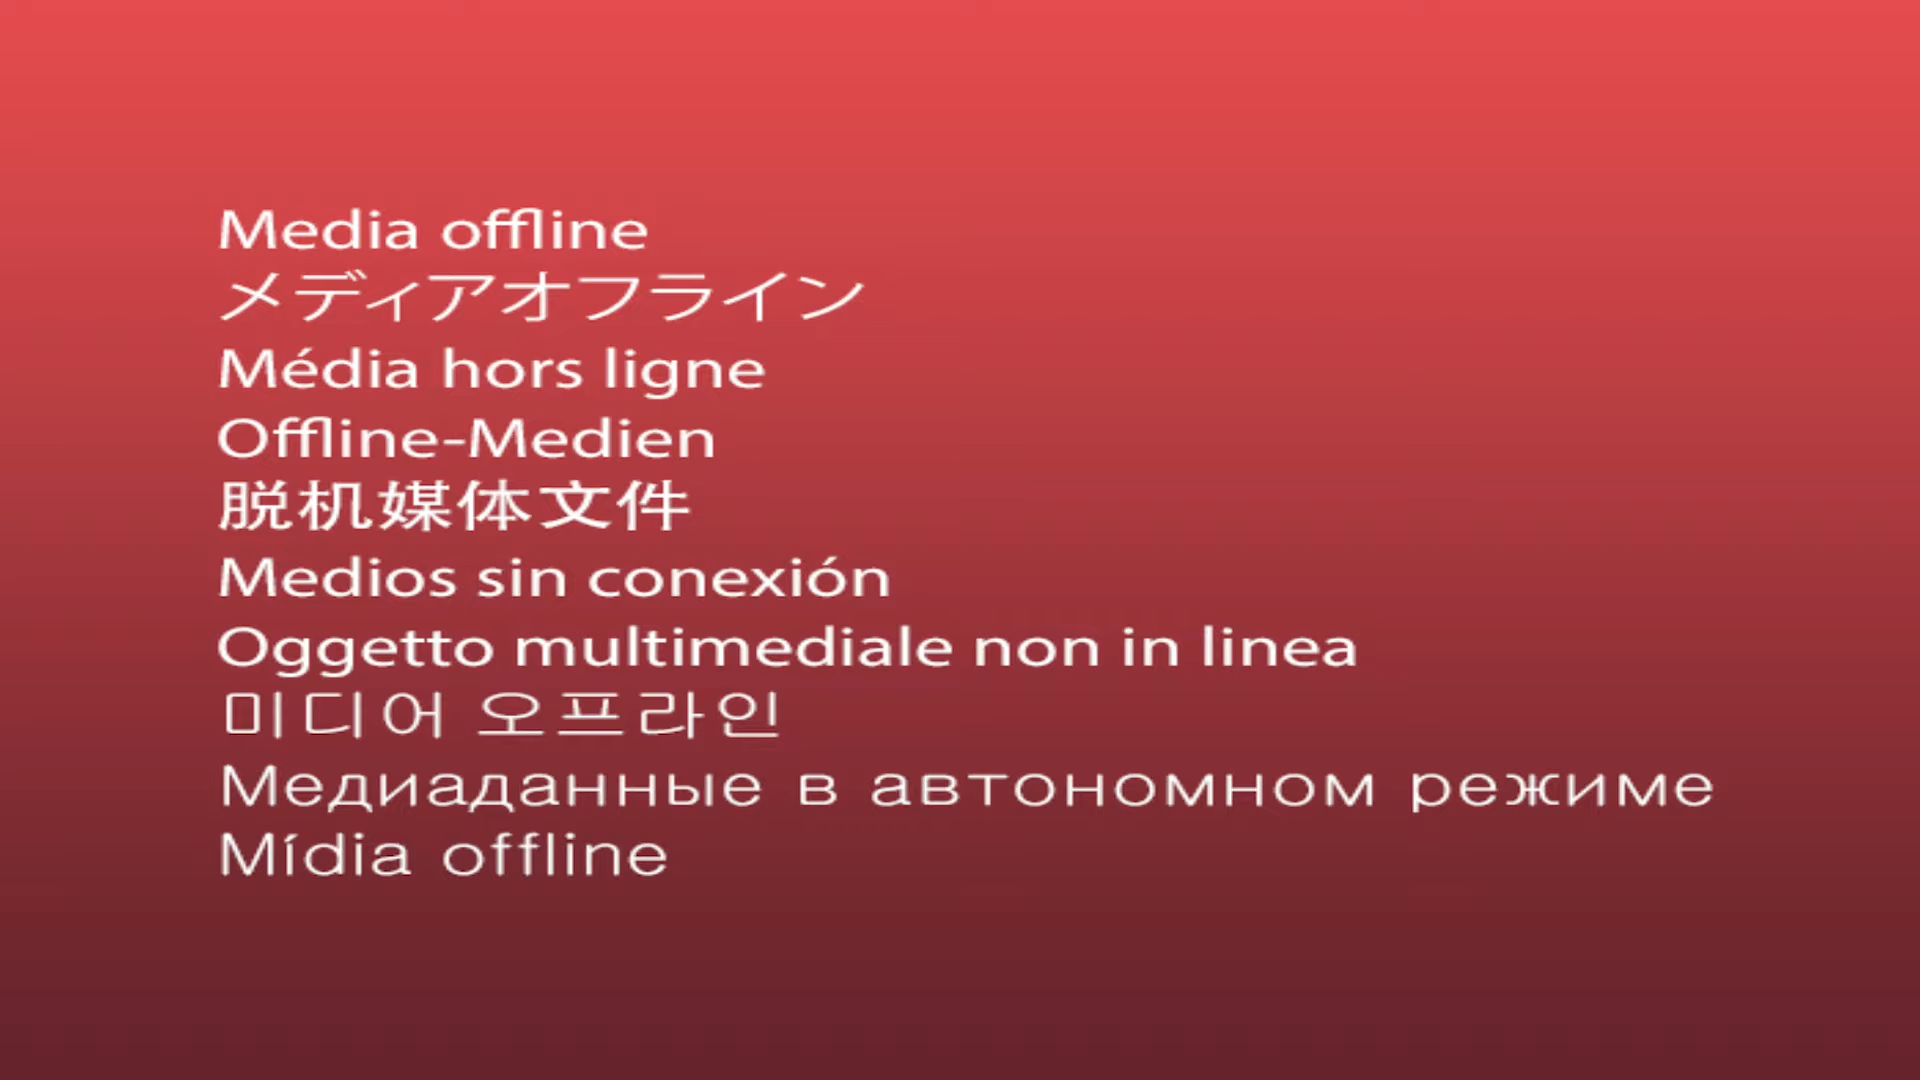 Media offline
メディアオフライン
Média hors ligne
Offline-Medien
脱机媒体文件
Medios sin conexión
Oggetto multimediale non in linea
미디어 오프라인
Медиаданные в автономном режиме
Mídia offline